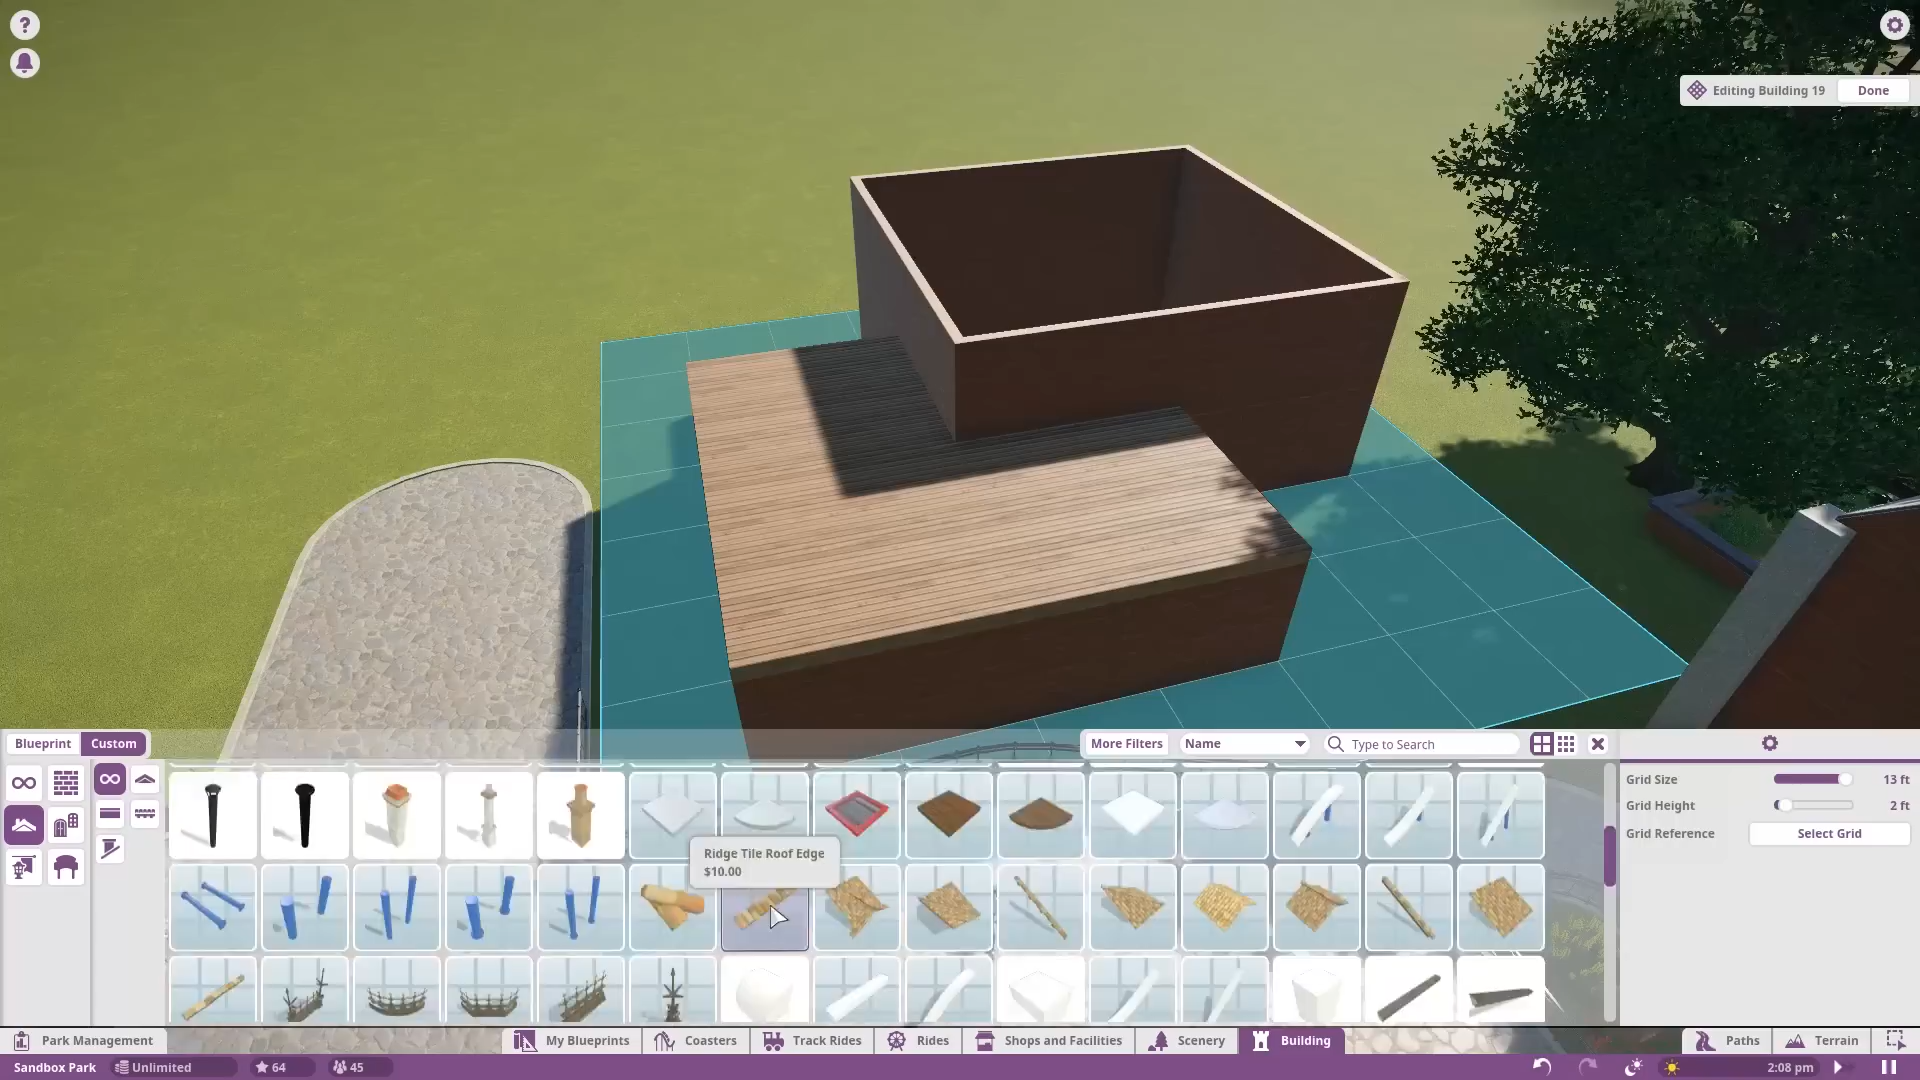 ?
Editing Building 19
Done
Blueprint
Custom
More Filters
Name
Type to Search
Grid Size
13 ft
Grid Height
2 ft
Grid Reference
Select Grid
Ridge Tile Roof Edge
$10.00
Park Management
My Blueprints
Coasters
Track Rides
Rides
Shops and Facilities
Scenery
Building
Paths
Terrain
Sandbox Park
Unlimited
64
45
2:08 pm